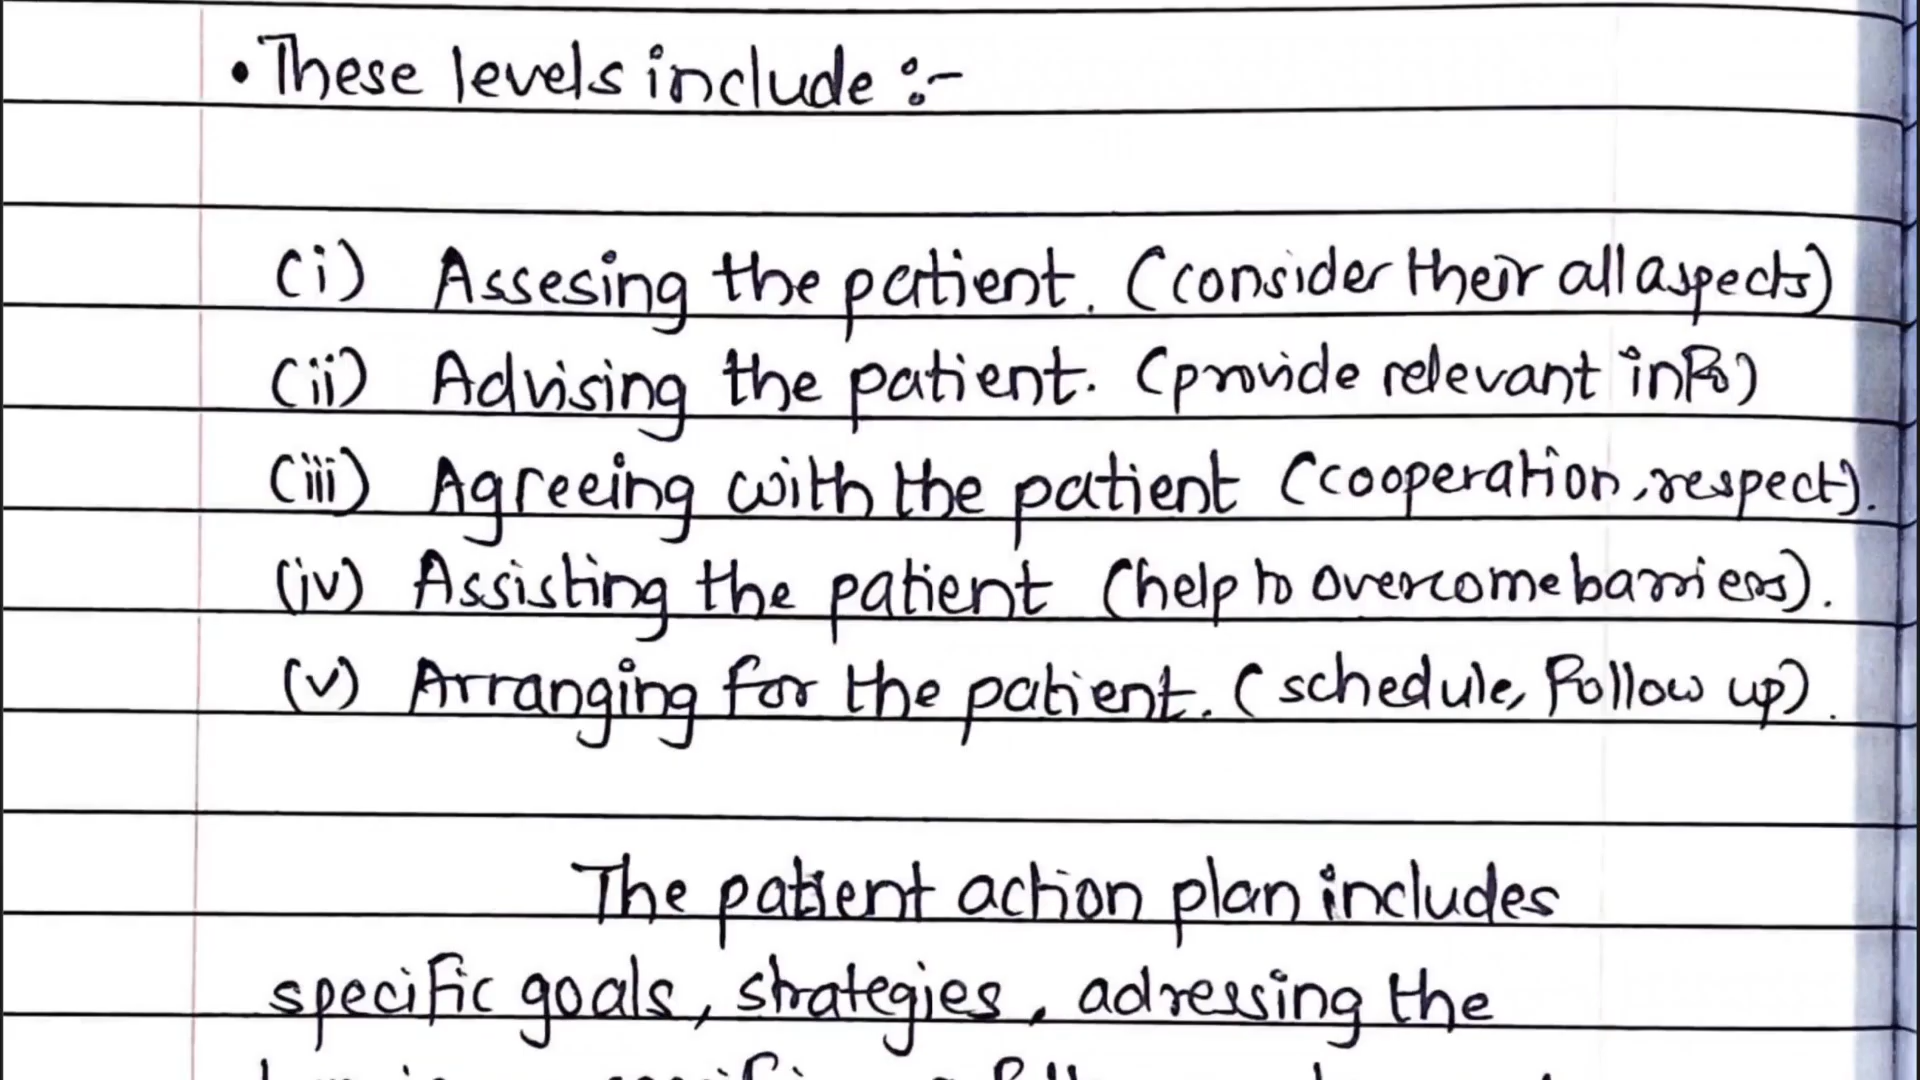 • These levels include :-
(i) Assesing the patient. (consider their all aspects)
(ii) Advising the patient. (provide relevant info)
(iii) Agreeing with the patient (cooperation, respect).
(iv) Assisting the patient (help to overcome barriers).
(v) Arranging for the patient. (schedule, follow up).
The patient action plan includes
specific goals, strategies, adressing the